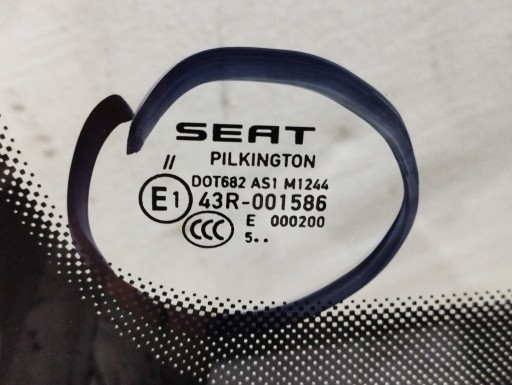 SEAT
PILKINGTON
//
DOT682 AS1 M1244
E1 43R-001586
CCC E 000200
5..